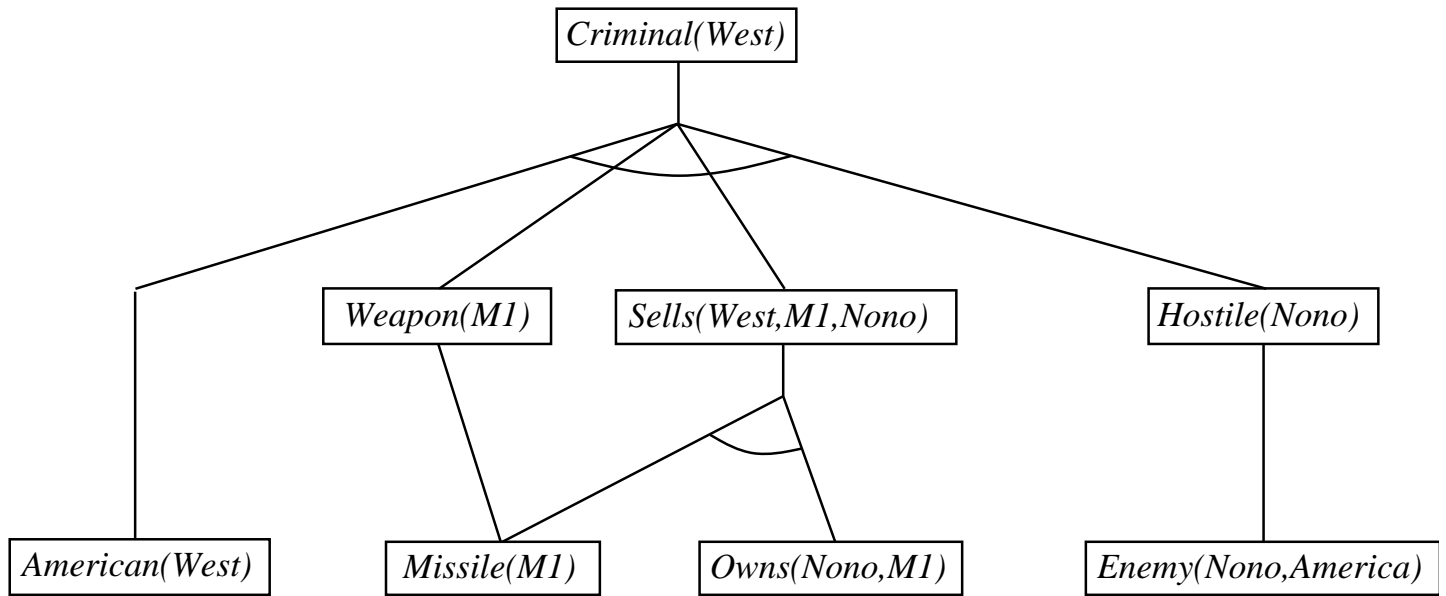 Criminal(West)
Weapon(M1)
Sells(West,M1,Nono)
Hostile(Nono)
American(West)
Missile(M1)
Owns(Nono,M1)
Enemy(Nono,America)